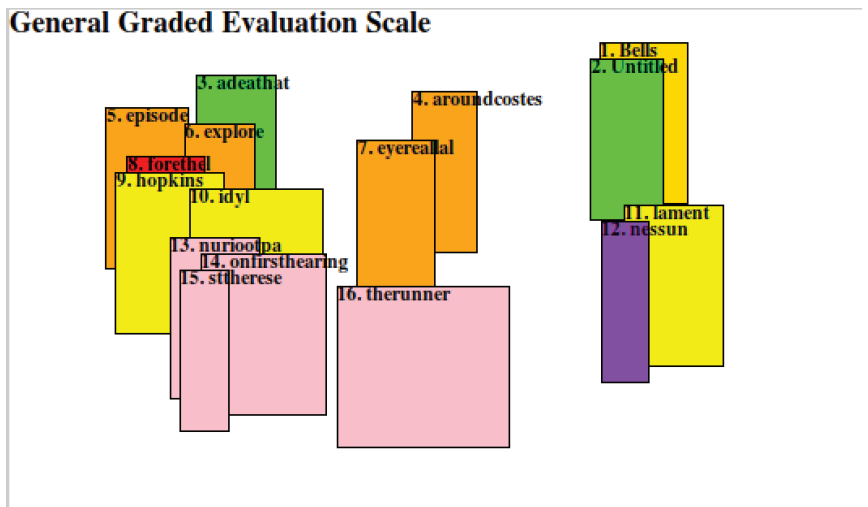 General Graded Evaluation Scale
1. Bells
2. Untitled
3. adeathat
4. aroundcostes
5. episode
6. explore
7. eyereallal
8. forethel
9. hopkins
10. idyl
11. lament
12. nessun
13. nuriootpa
14. onfirsthearing
15. sttherese
16. therunner